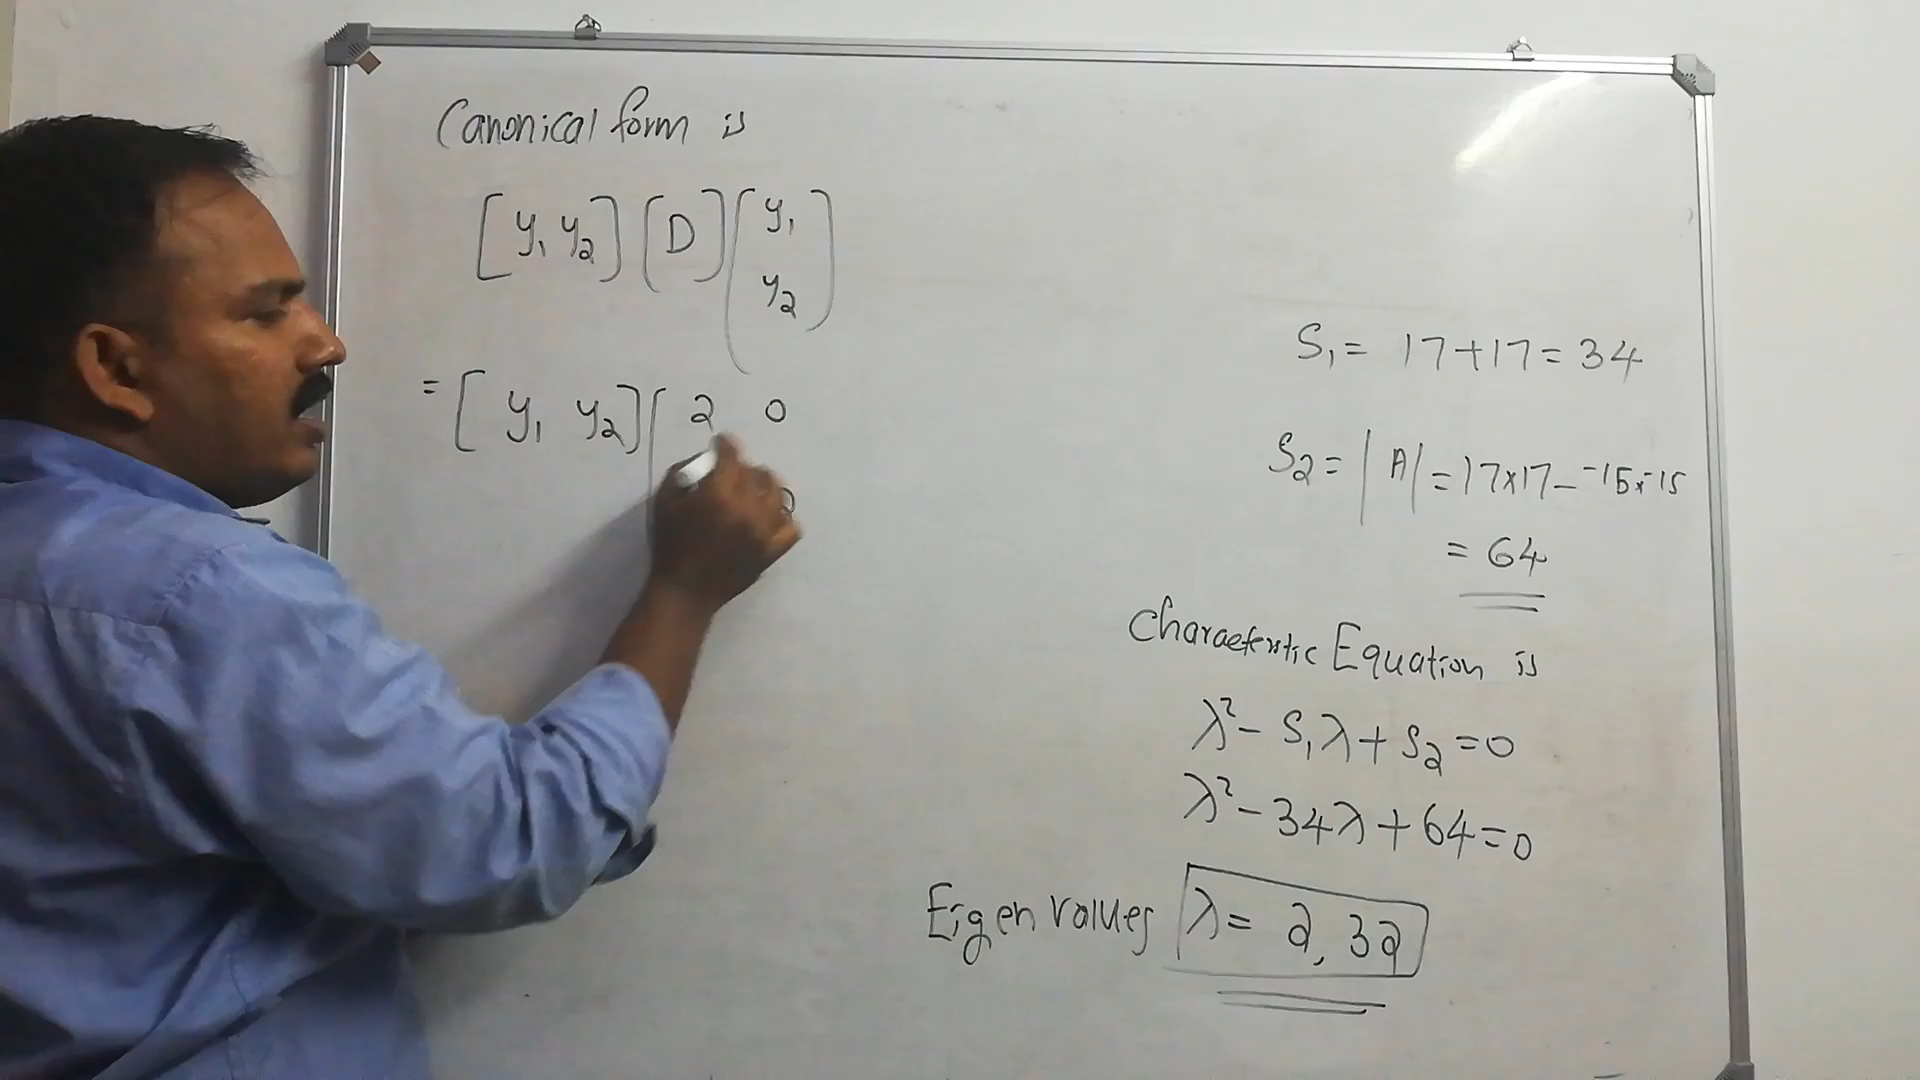 Canonical form is
[y₁ y₂] [D] [y₁
y₂]
= [y₁ y₂] [2 0
S₁ = 17+17 = 34
S₂ = |A| = 17×17 - -15×-15
= 64
Characteristic Equation is
λ² - S₁λ + S₂ = 0
λ² - 34λ + 64 = 0
Eigen values λ = 2, 32